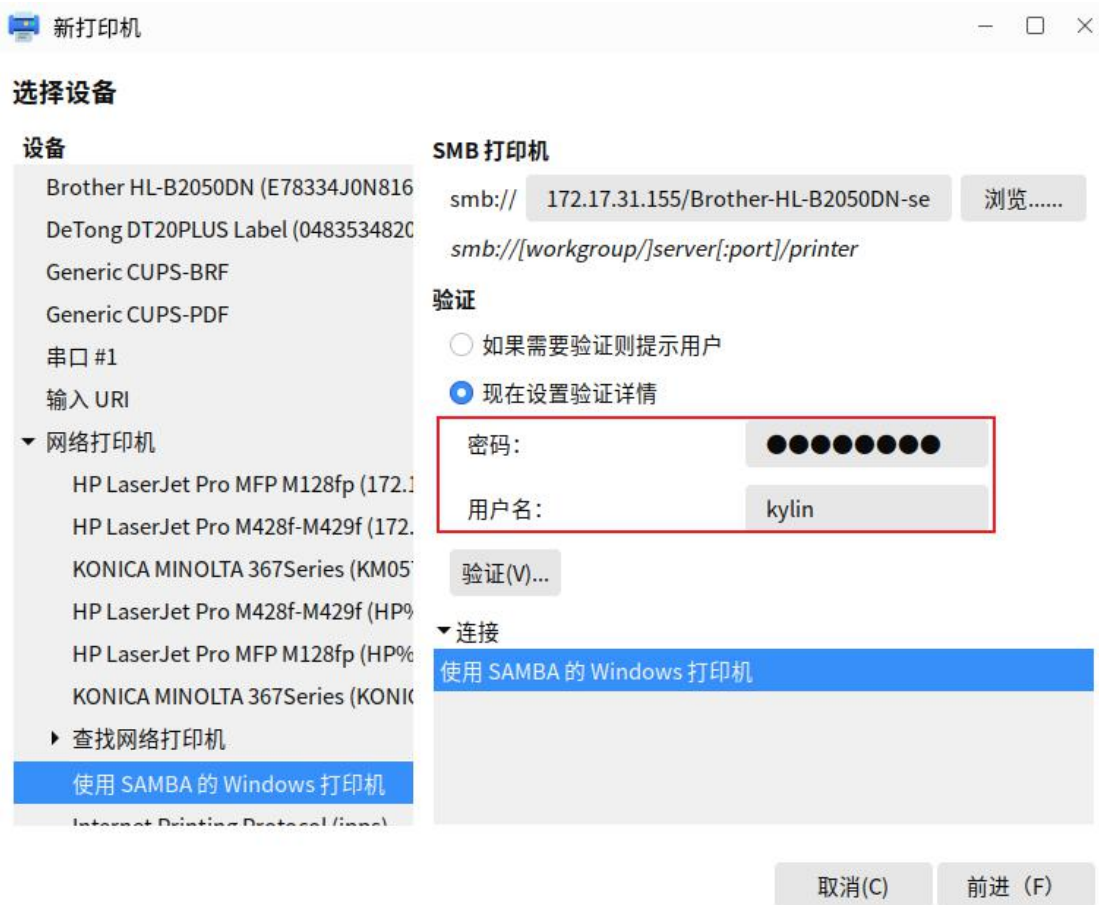 新打印机
选择设备
设备
Brother HL-B2050DN (E78334J0N816
DeTong DT20PLUS Label (0483534820
Generic CUPS-BRF
Generic CUPS-PDF
串口 #1
输入 URI
网络打印机
HP LaserJet Pro MFP M128fp (172.1
HP LaserJet Pro M428f-M429f (172.
KONICA MINOLTA 367Series (KM057
HP LaserJet Pro M428f-M429f (HP%
HP LaserJet Pro MFP M128fp (HP%
KONICA MINOLTA 367Series (KONIC
查找网络打印机
使用 SAMBA 的 Windows 打印机
Internet Printing Protocol (ipps)
SMB 打印机
smb:// 172.17.31.155/Brother-HL-B2050DN-se 浏览......
smb://[workgroup/]server[:port]/printer
验证
如果需要验证则提示用户
现在设置验证详情
密码: ●●●●●●●●
用户名: kylin
验证(V)...
连接
使用 SAMBA 的 Windows 打印机
取消(C) 前进（F）